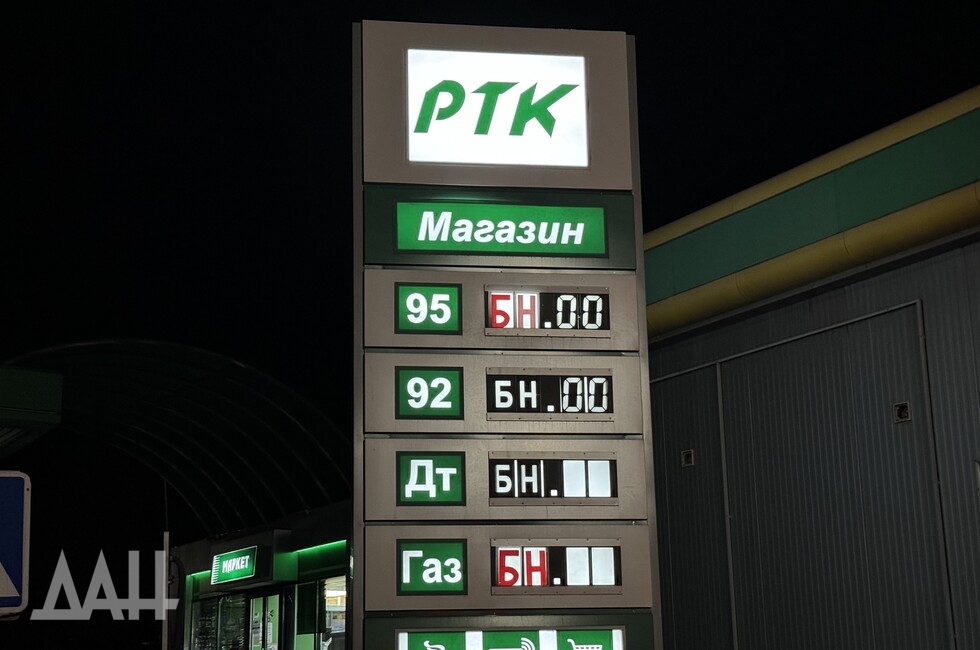 РТК
Магазин
95 БН.00
92 БН.00
Дт БН.
Газ БН.
МАРКЕТ
ДАН